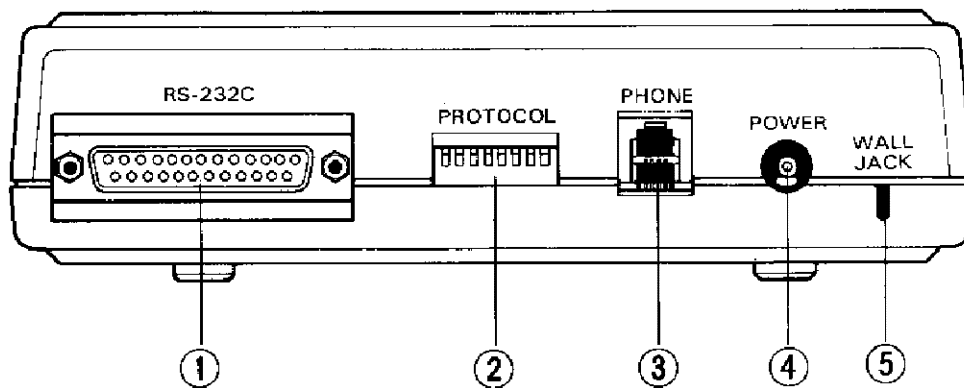 RS-232C
PROTOCOL
PHONE
POWER
WALL
JACK
1
2
3
4
5